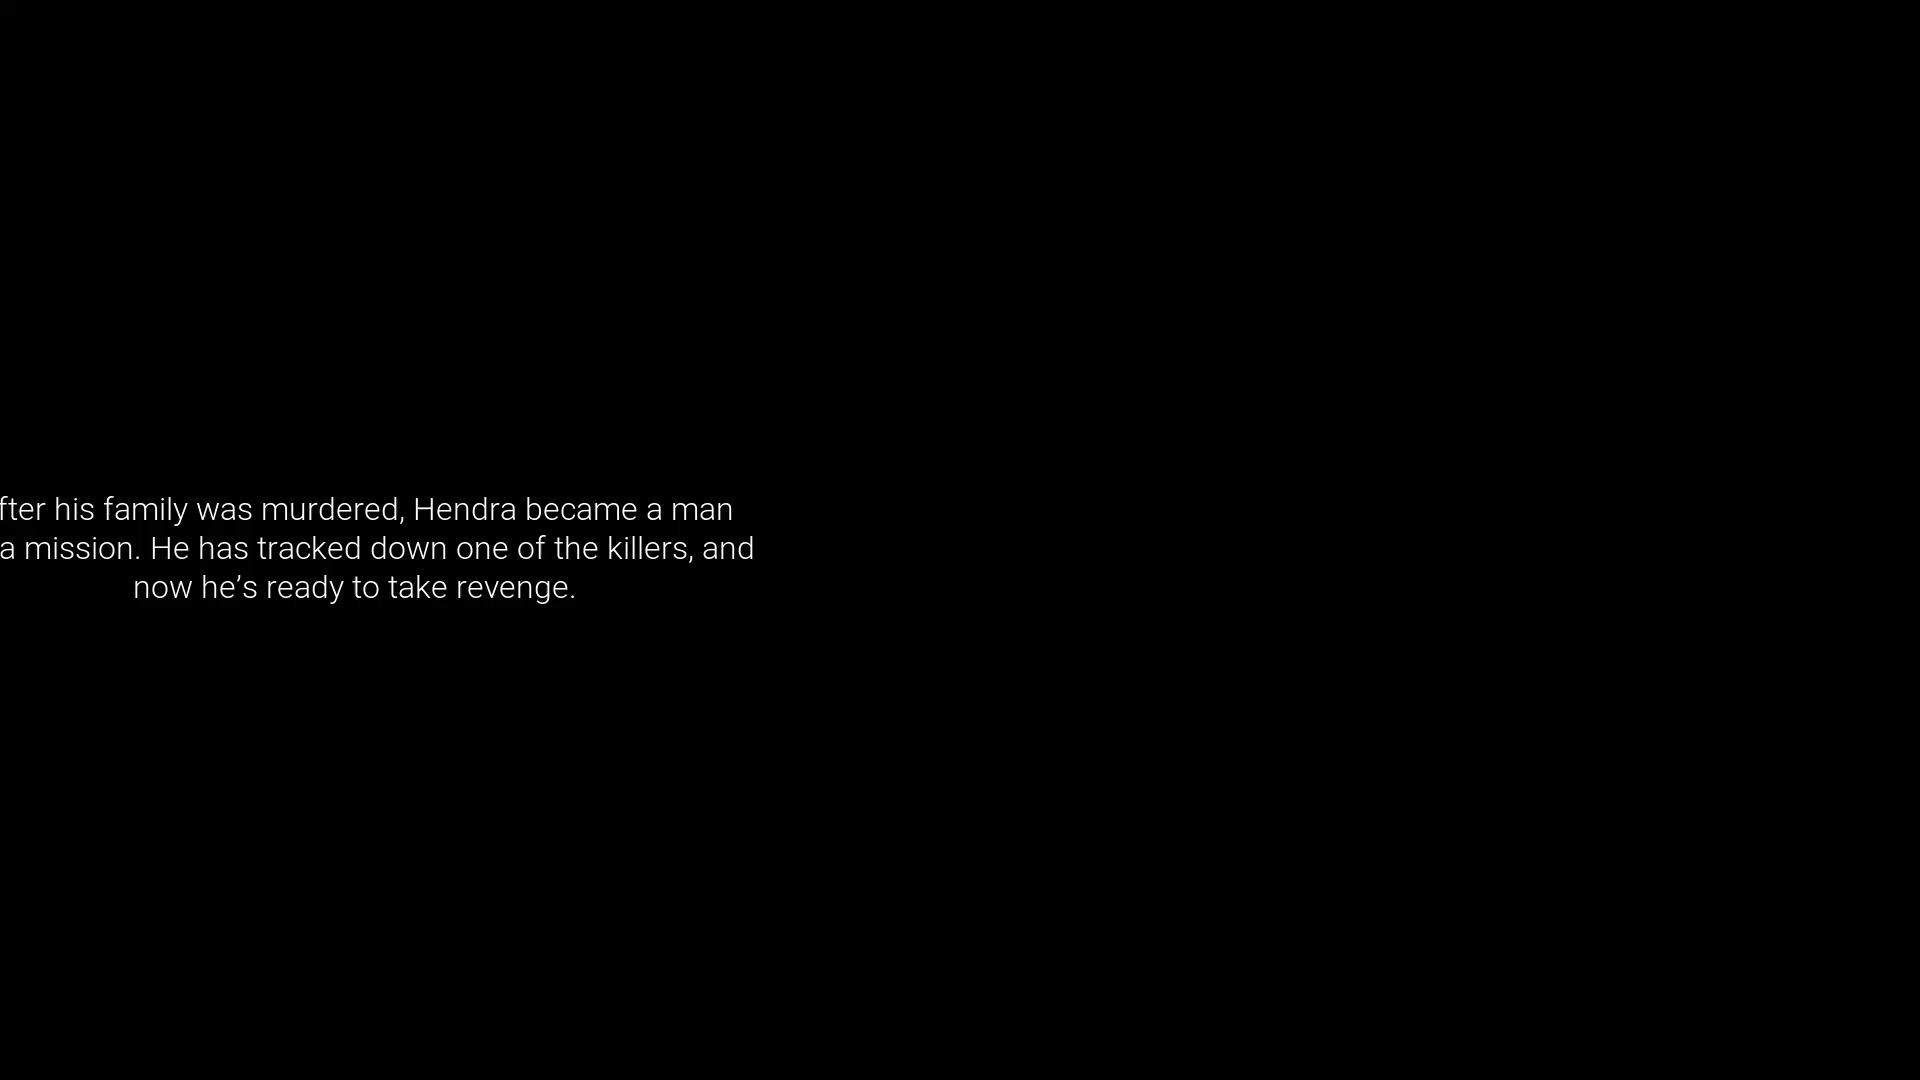 fter his family was murdered, Hendra became a man
a mission. He has tracked down one of the killers, and
now he’s ready to take revenge.